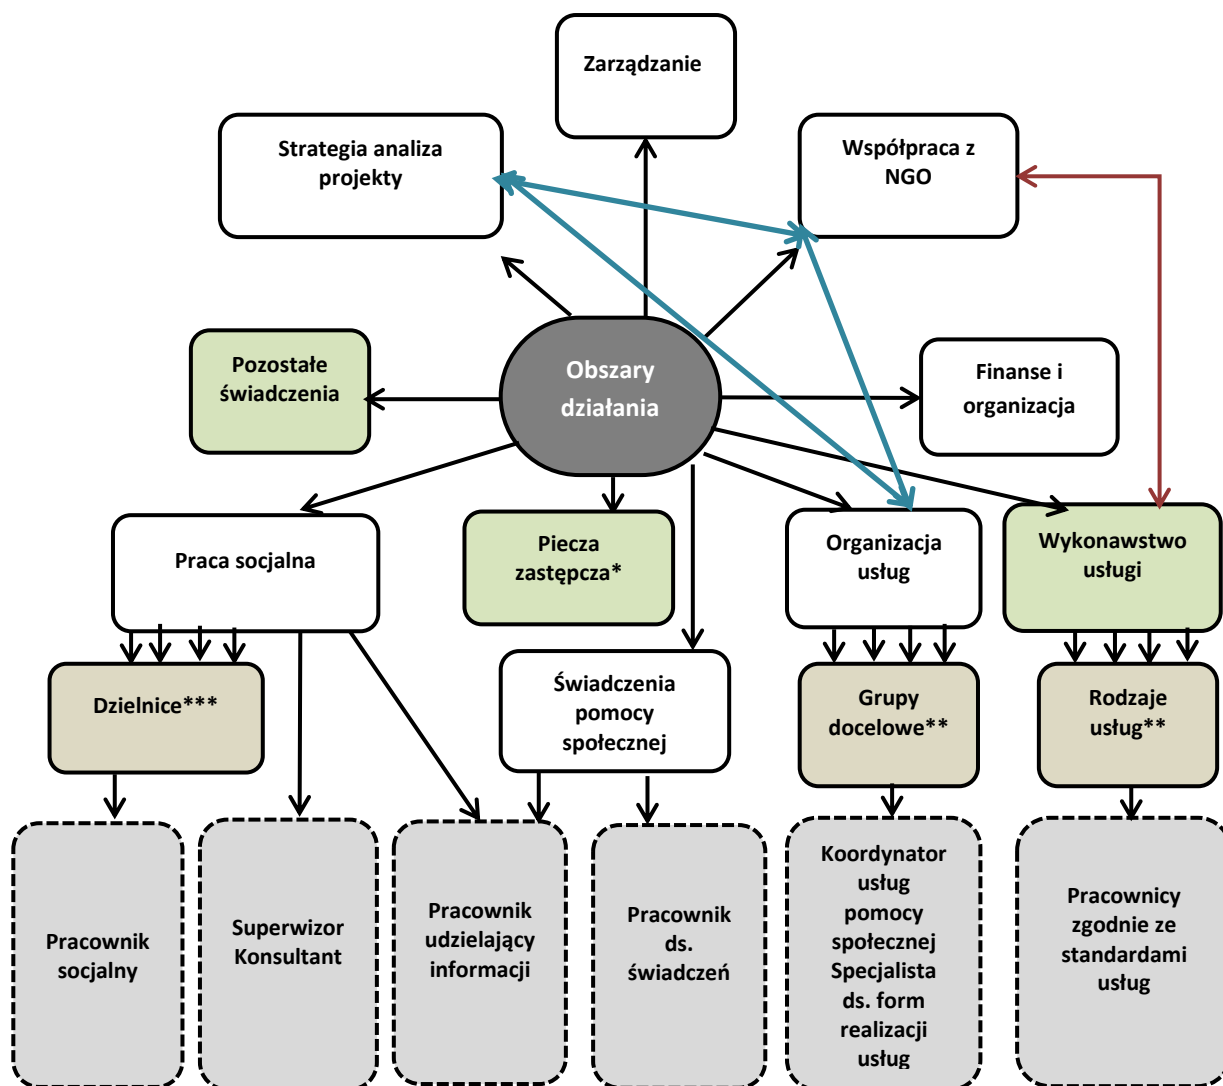 Zarządzanie
Strategia analiza
projekty
Współpraca z
NGO
Pozostałe
świadczenia
Obszary
działania
Finanse i
organizacja
Praca socjalna
Piecza
zastępcza*
Organizacja
usług
Wykonawstwo
usługi
Dzielnice***
Świadczenia
pomocy
społecznej
Grupy
docelowe**
Rodzaje
usług**
Pracownik
socjalny
Superwizor
Konsultant
Pracownik
udzielający
informacji
Pracownik
ds.
świadczeń
Koordynator
usług
pomocy
społecznej
Specjalista
ds. form
realizacji
usług
Pracownicy
zgodnie ze
standardami
usług